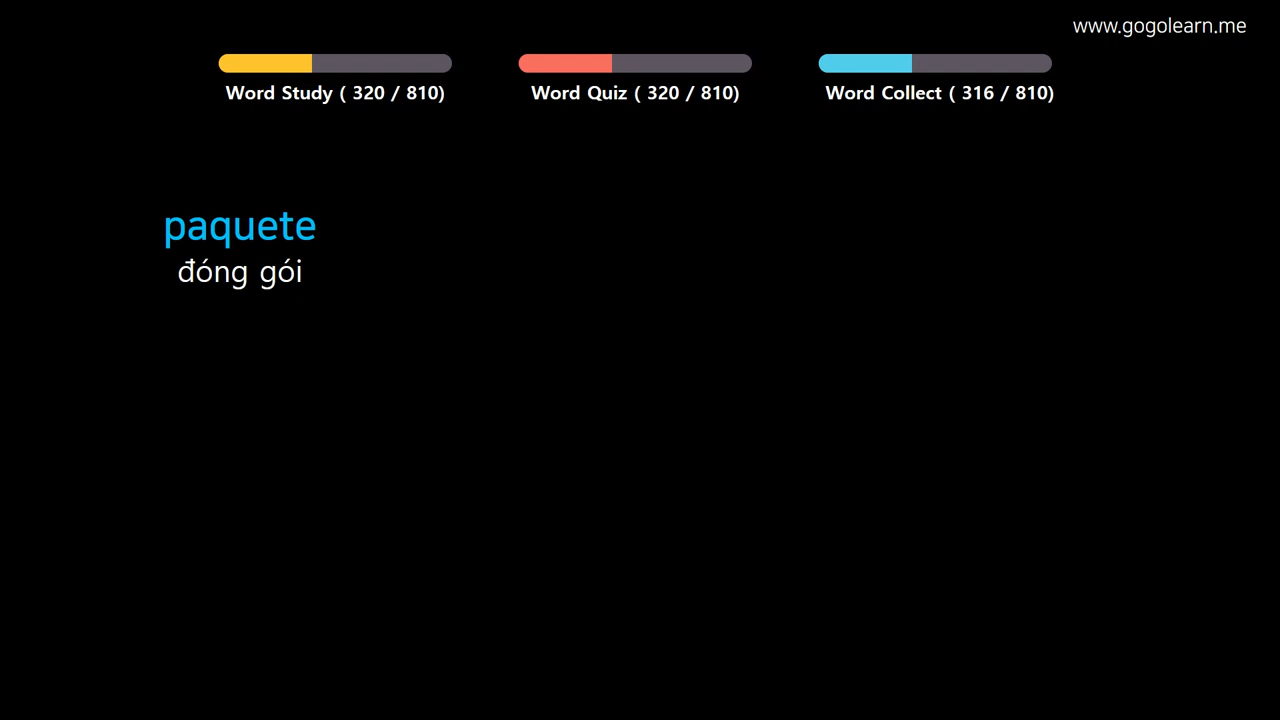 www.gogolearn.me
Word Study ( 320 / 810)
Word Quiz ( 320 / 810)
Word Collect ( 316 / 810)
paquete
đóng gói